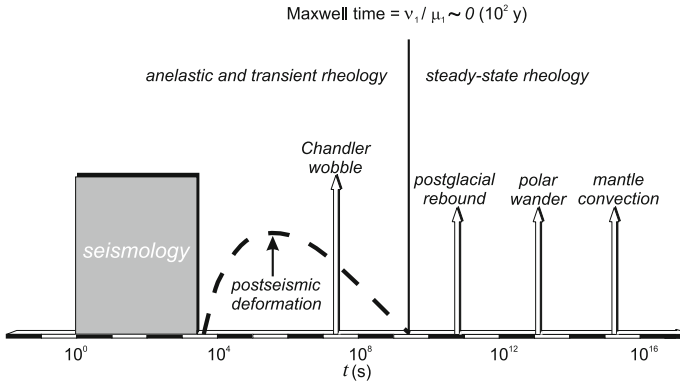 Maxwell time = ν₁ / μ₁ ~ 0 (10² y)
anelastic and transient rheology
steady-state rheology
Chandler
wobble
postglacial
rebound
polar
wander
mantle
convection
seismology
postseismic
deformation
10⁰
10⁴
10⁸
10¹²
10¹⁶
t (s)